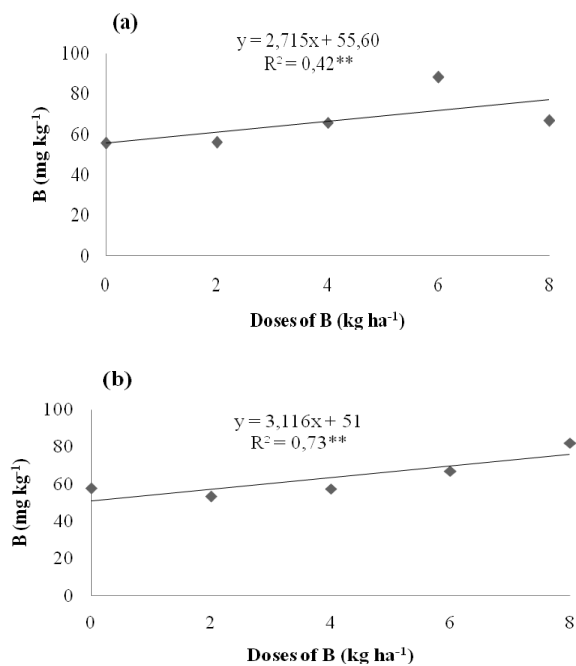 (a)
y = 2,715x + 55,60
R² = 0,42**
100
80
60
40
20
0
B (mg kg⁻¹)
0 2 4 6 8
Doses of B (kg ha⁻¹)
(b)
y = 3,116x + 51
R² = 0,73**
100
80
60
40
20
0
B (mg kg⁻¹)
0 2 4 6 8
Doses of B (kg ha⁻¹)